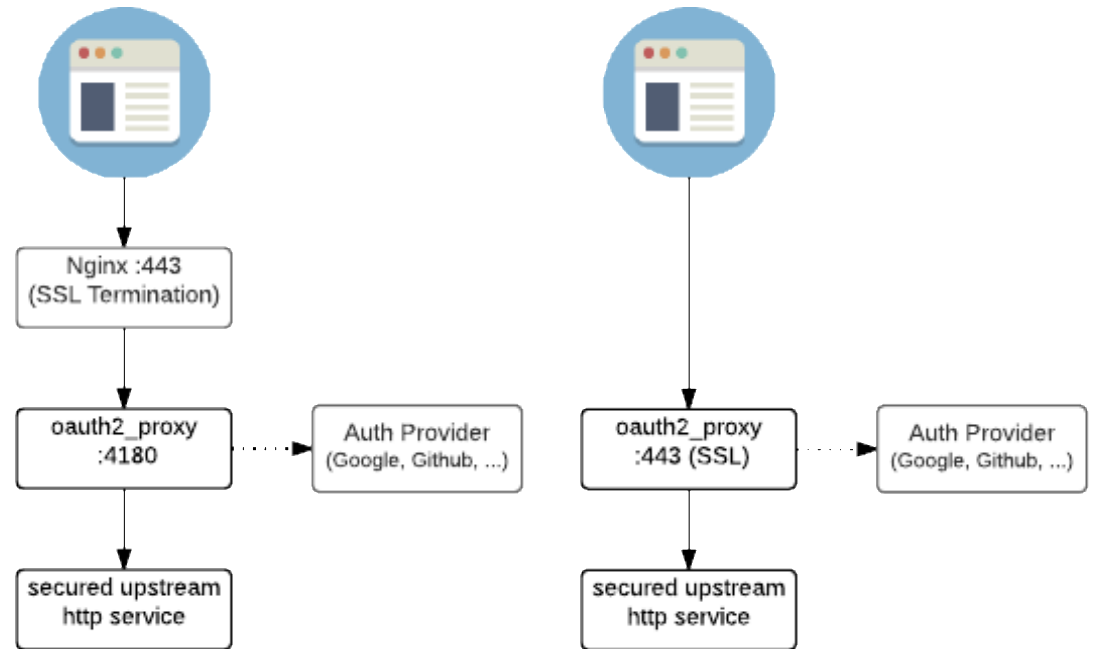 Nginx :443
(SSL Termination)
oauth2_proxy
:4180
Auth Provider
(Google, Github, ...)
secured upstream
http service
oauth2_proxy
:443 (SSL)
Auth Provider
(Google, Github, ...)
secured upstream
http service